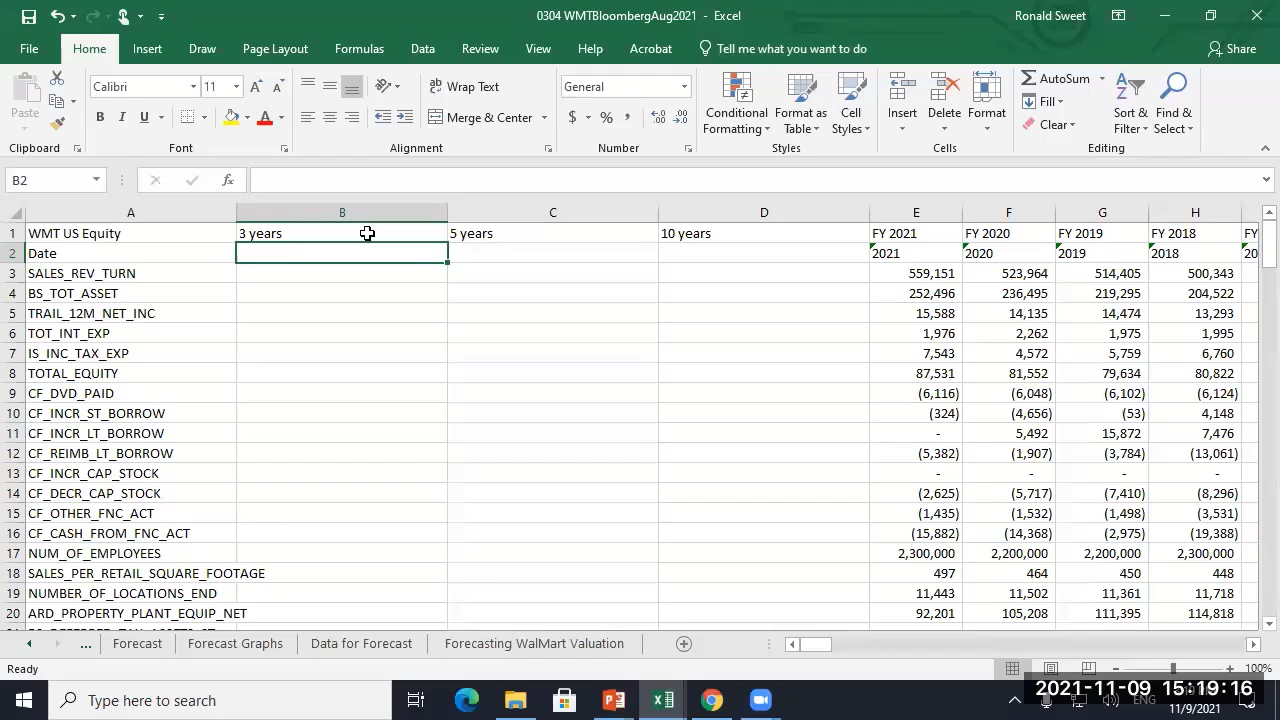 0304 WMTBloombergAug2021 - Excel
Ronald Sweet
File Home Insert Draw Page Layout Formulas Data Review View Help Acrobat Tell me what you want to do Share
Paste
Clipboard
Calibri 11
B I U
Font
Wrap Text
Merge & Center
Alignment
General
$ % ,
Number
Conditional Formatting
Format as Table
Cell Styles
Styles
Insert Delete Format
Cells
AutoSum
Fill
Clear
Sort & Filter
Find & Select
Editing
B2
fx
A B C D E F G H
1 WMT US Equity 3 years 5 years 10 years FY 2021 FY 2020 FY 2019 FY 2018 FY
2 Date 2021 2020 2019 2018 20
3 SALES_REV_TURN 559,151 523,964 514,405 500,343
4 BS_TOT_ASSET 252,496 236,495 219,295 204,522
5 TRAIL_12M_NET_INC 15,588 14,135 14,474 13,293
6 TOT_INT_EXP 1,976 2,262 1,975 1,995
7 IS_INC_TAX_EXP 7,543 4,572 5,759 6,760
8 TOTAL_EQUITY 87,531 81,552 79,634 80,822
9 CF_DVD_PAID (6,116) (6,048) (6,102) (6,124)
10 CF_INCR_ST_BORROW (324) (4,656) (53) 4,148
11 CF_INCR_LT_BORROW - 5,492 15,872 7,476
12 CF_REIMB_LT_BORROW (5,382) (1,907) (3,784) (13,061)
13 CF_INCR_CAP_STOCK - - - -
14 CF_DECR_CAP_STOCK (2,625) (5,717) (7,410) (8,296)
15 CF_OTHER_FNC_ACT (1,435) (1,532) (1,498) (3,531)
16 CF_CASH_FROM_FNC_ACT (15,882) (14,368) (2,975) (19,388)
17 NUM_OF_EMPLOYEES 2,300,000 2,200,000 2,200,000 2,300,000
18 SALES_PER_RETAIL_SQUARE_FOOTAGE 497 464 450 448
19 NUMBER_OF_LOCATIONS_END 11,443 11,502 11,361 11,718
20 ARD_PROPERTY_PLANT_EQUIP_NET 92,201 105,208 111,395 114,818
... Forecast Forecast Graphs Data for Forecast Forecasting WalMart Valuation
Ready
100%
Type here to search
2021-11-09 15:19:16
ENG
11/9/2021